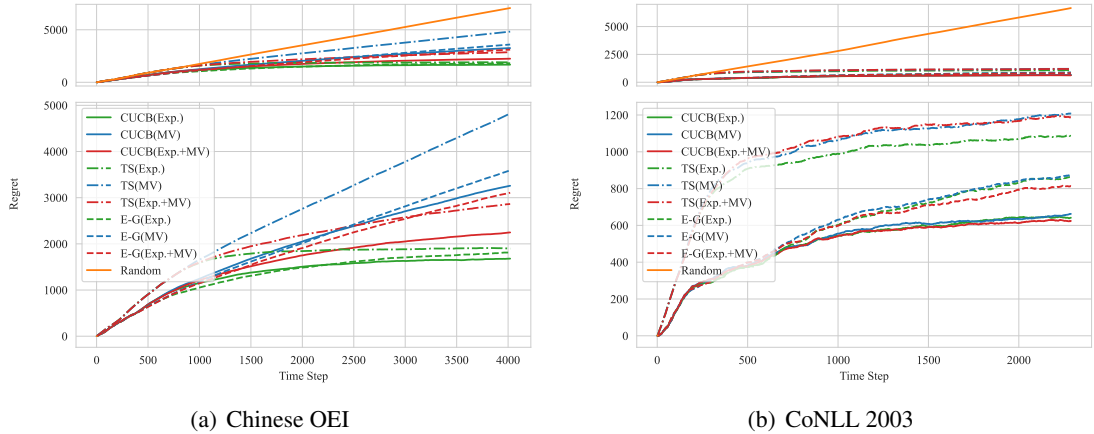 5000
0
5000
4000
3000
2000
1000
0
Regret
CUCB(Exp.)
CUCB(MV)
CUCB(Exp.+MV)
TS(Exp.)
TS(MV)
TS(Exp.+MV)
E-G(Exp.)
E-G(MV)
E-G(Exp.+MV)
Random
0 500 1000 1500 2000 2500 3000 3500 4000
Time Step
(a) Chinese OEI
5000
2500
0
1200
1000
800
600
400
200
0
Regret
CUCB(Exp.)
CUCB(MV)
CUCB(Exp.+MV)
TS(Exp.)
TS(MV)
TS(Exp.+MV)
E-G(Exp.)
E-G(MV)
E-G(Exp.+MV)
Random
0 500 1000 1500 2000
Time Step
(b) CoNLL 2003